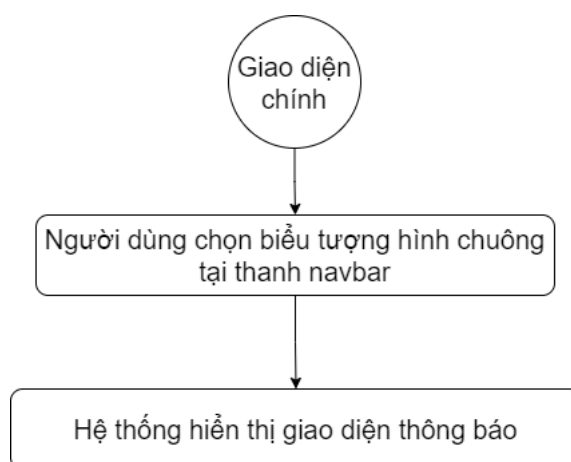 Giao diện
chính
Người dùng chọn biểu tượng hình chuông
tại thanh navbar
Hệ thống hiển thị giao diện thông báo